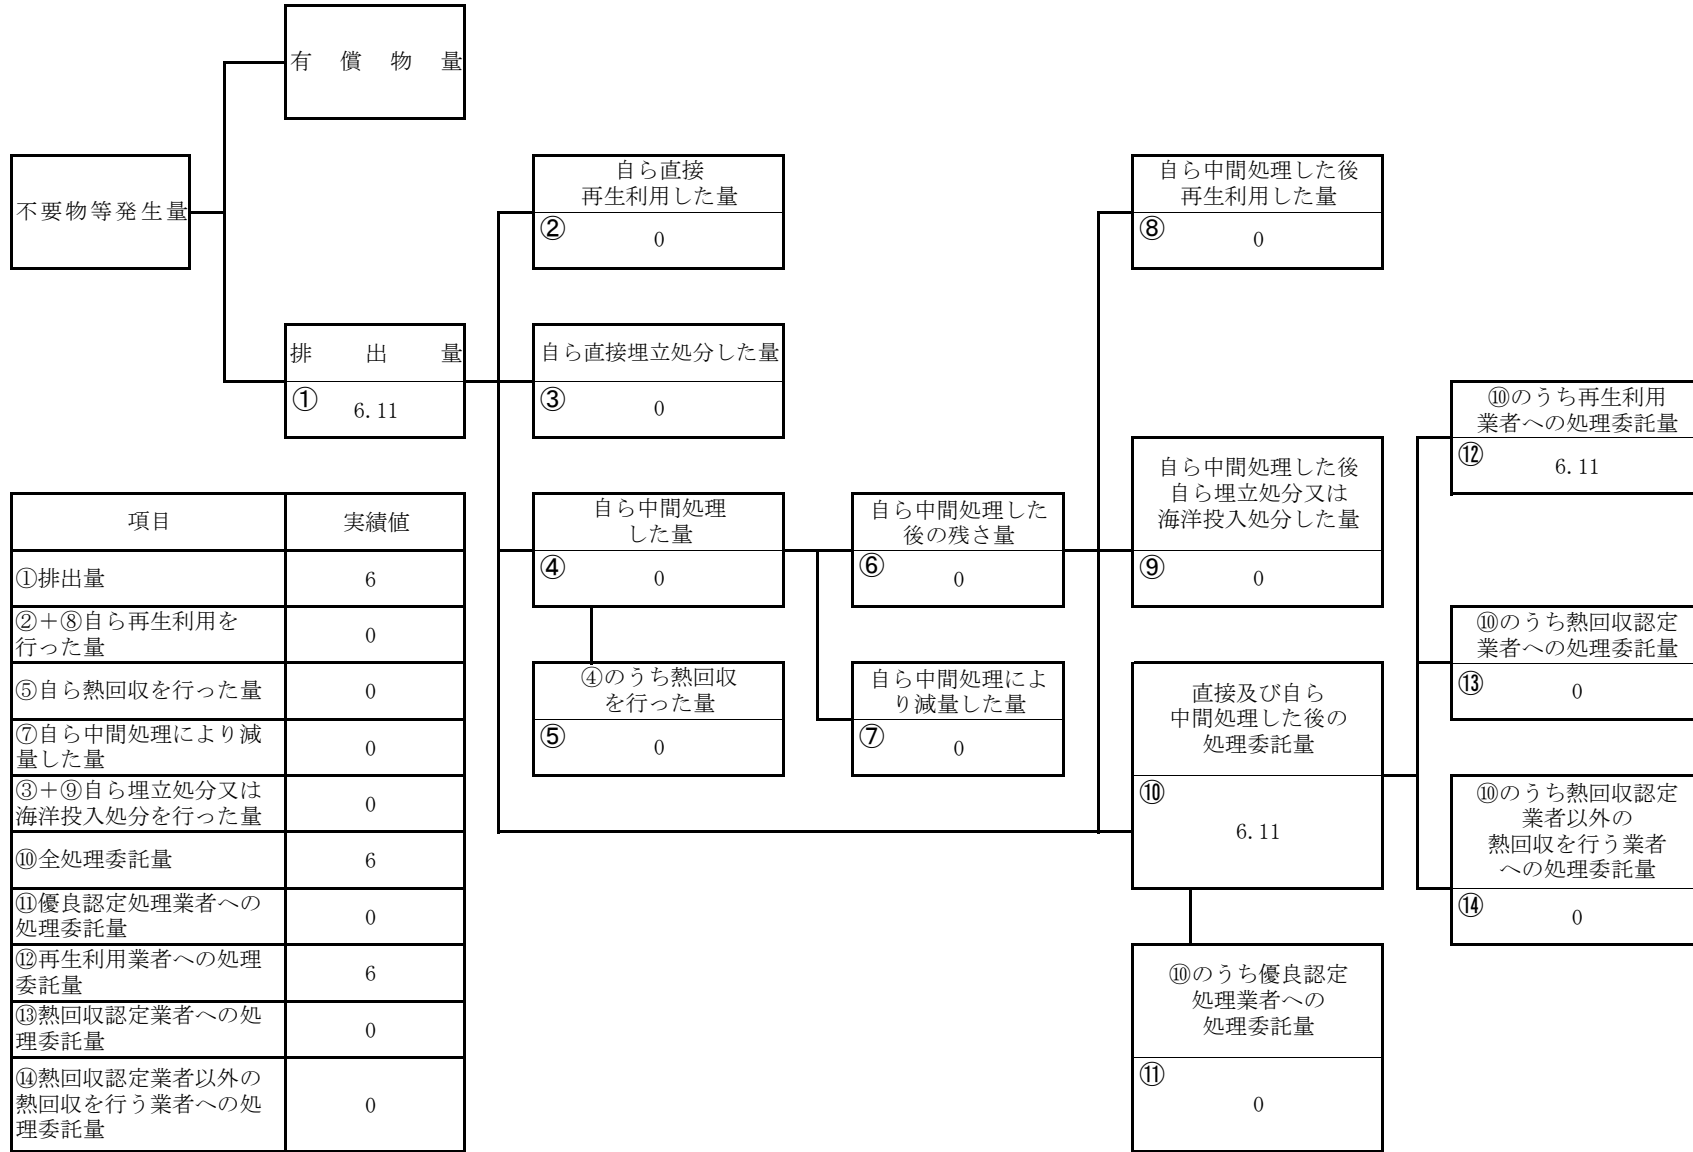 有償物量
不要物等発生量
排出量
①
6.11
自ら直接
再生利用した量
②
0
自ら直接埋立処分した量
③
0
自ら中間処理
した量
④
0
④のうち熱回収
を行った量
⑤
0
自ら中間処理した
後の残さ量
⑥
0
自ら中間処理によ
り減量した量
⑦
0
自ら中間処理した後
再生利用した量
⑧
0
自ら中間処理した後
自ら埋立処分又は
海洋投入処分した量
⑨
0
直接及び自ら
中間処理した後の
処理委託量
⑩
6.11
⑩のうち優良認定
処理業者への
処理委託量
⑪
0
⑩のうち再生利用
業者への処理委託量
⑫
6.11
⑩のうち熱回収認定
業者への処理委託量
⑬
0
⑩のうち熱回収認定
業者以外の
熱回収を行う業者
への処理委託量
⑭
0
項目 実績値
①排出量 6
②＋⑧自ら再生利用を
行った量 0
⑤自ら熱回収を行った量 0
⑦自ら中間処理により減
量した量 0
③＋⑨自ら埋立処分又は
海洋投入処分を行った量 0
⑩全処理委託量 6
⑪優良認定処理業者への
処理委託量 0
⑫再生利用業者への処理
委託量 6
⑬熱回収認定業者への処
理委託量 0
⑭熱回収認定業者以外の
熱回収を行う業者への処
理委託量 0